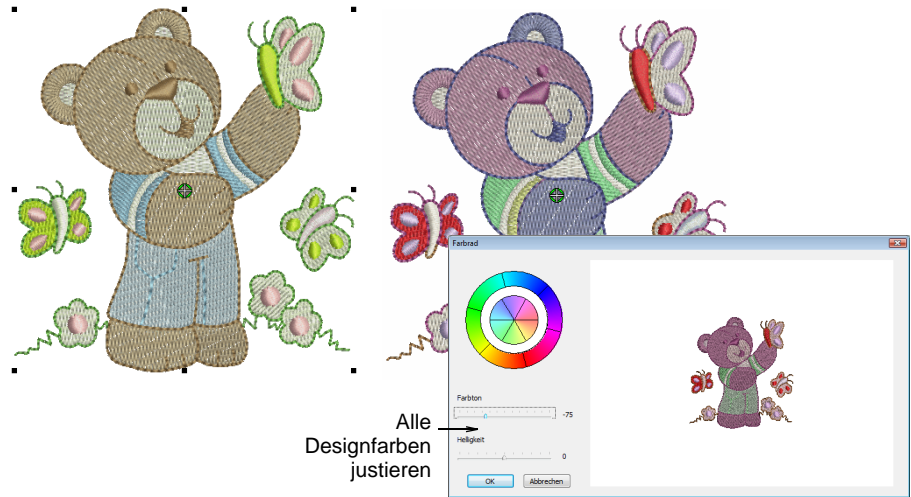 Farbrad
Farbton
-75
Alle
Designfarben
justieren
Helligkeit
0
OK
Abbrechen